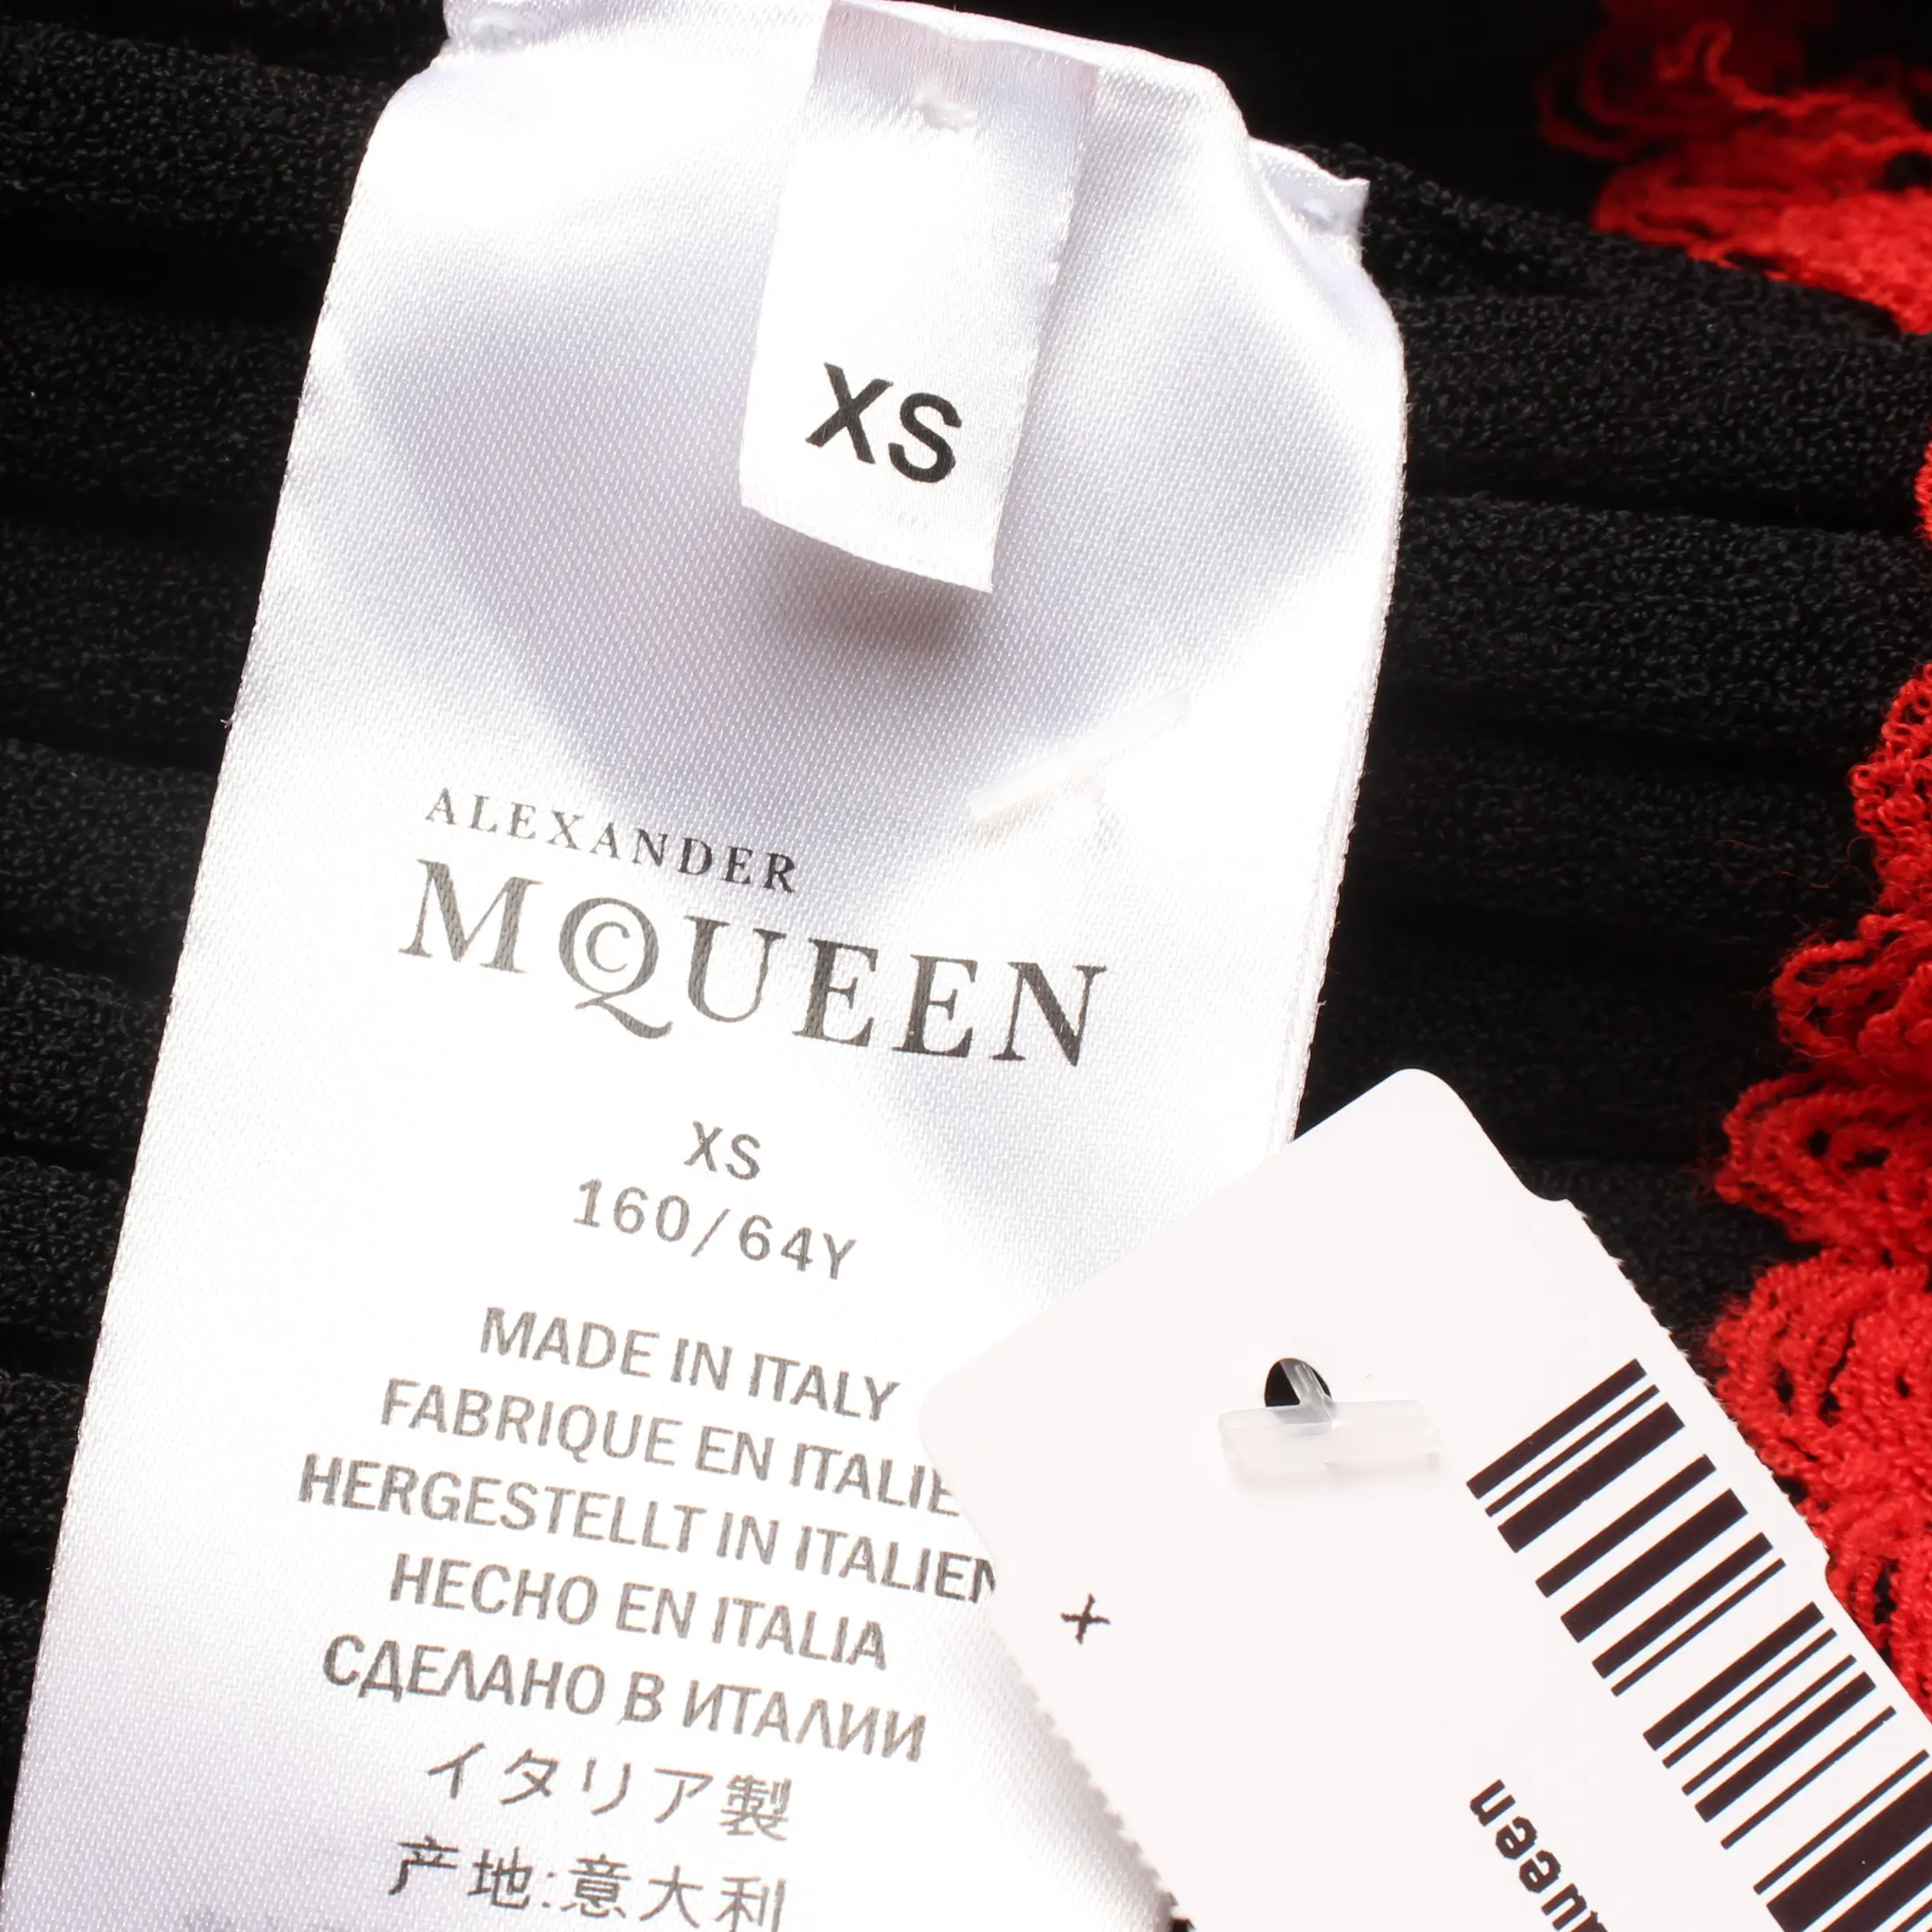 XS
ALEXANDER
MCQUEEN
XS
160/64Y
MADE IN ITALY
FABRIQUE EN ITALIE
HERGESTELLT IN ITALIEN
HECHO EN ITALIA
СДЕЛАНО В ИТАЛИИ
イタリア製
产地:意大利
+
ueen